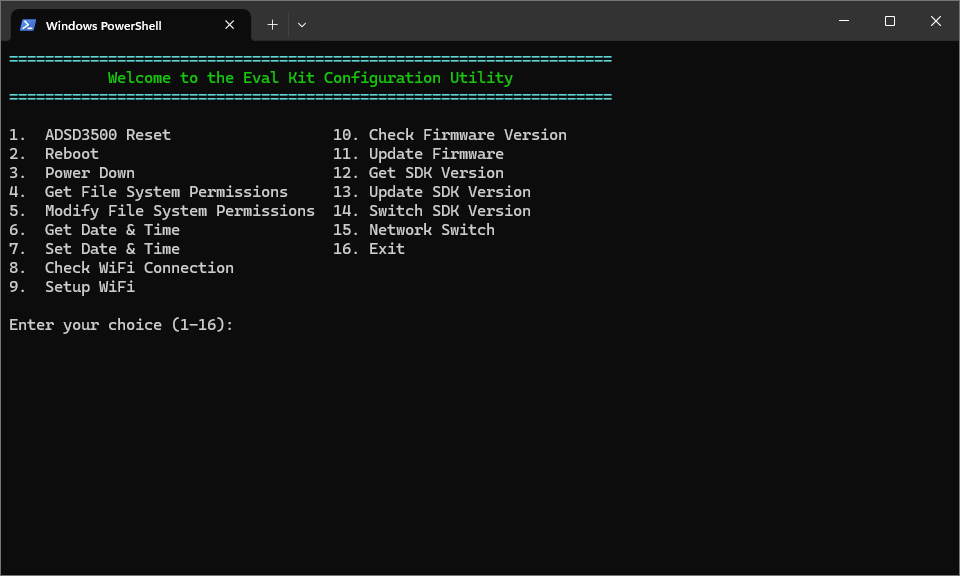 Windows PowerShell
===================================================================
Welcome to the Eval Kit Configuration Utility
===================================================================
1. ADSD3500 Reset 10. Check Firmware Version
2. Reboot 11. Update Firmware
3. Power Down 12. Get SDK Version
4. Get File System Permissions 13. Update SDK Version
5. Modify File System Permissions 14. Switch SDK Version
6. Get Date & Time 15. Network Switch
7. Set Date & Time 16. Exit
8. Check WiFi Connection
9. Setup WiFi
Enter your choice (1-16):